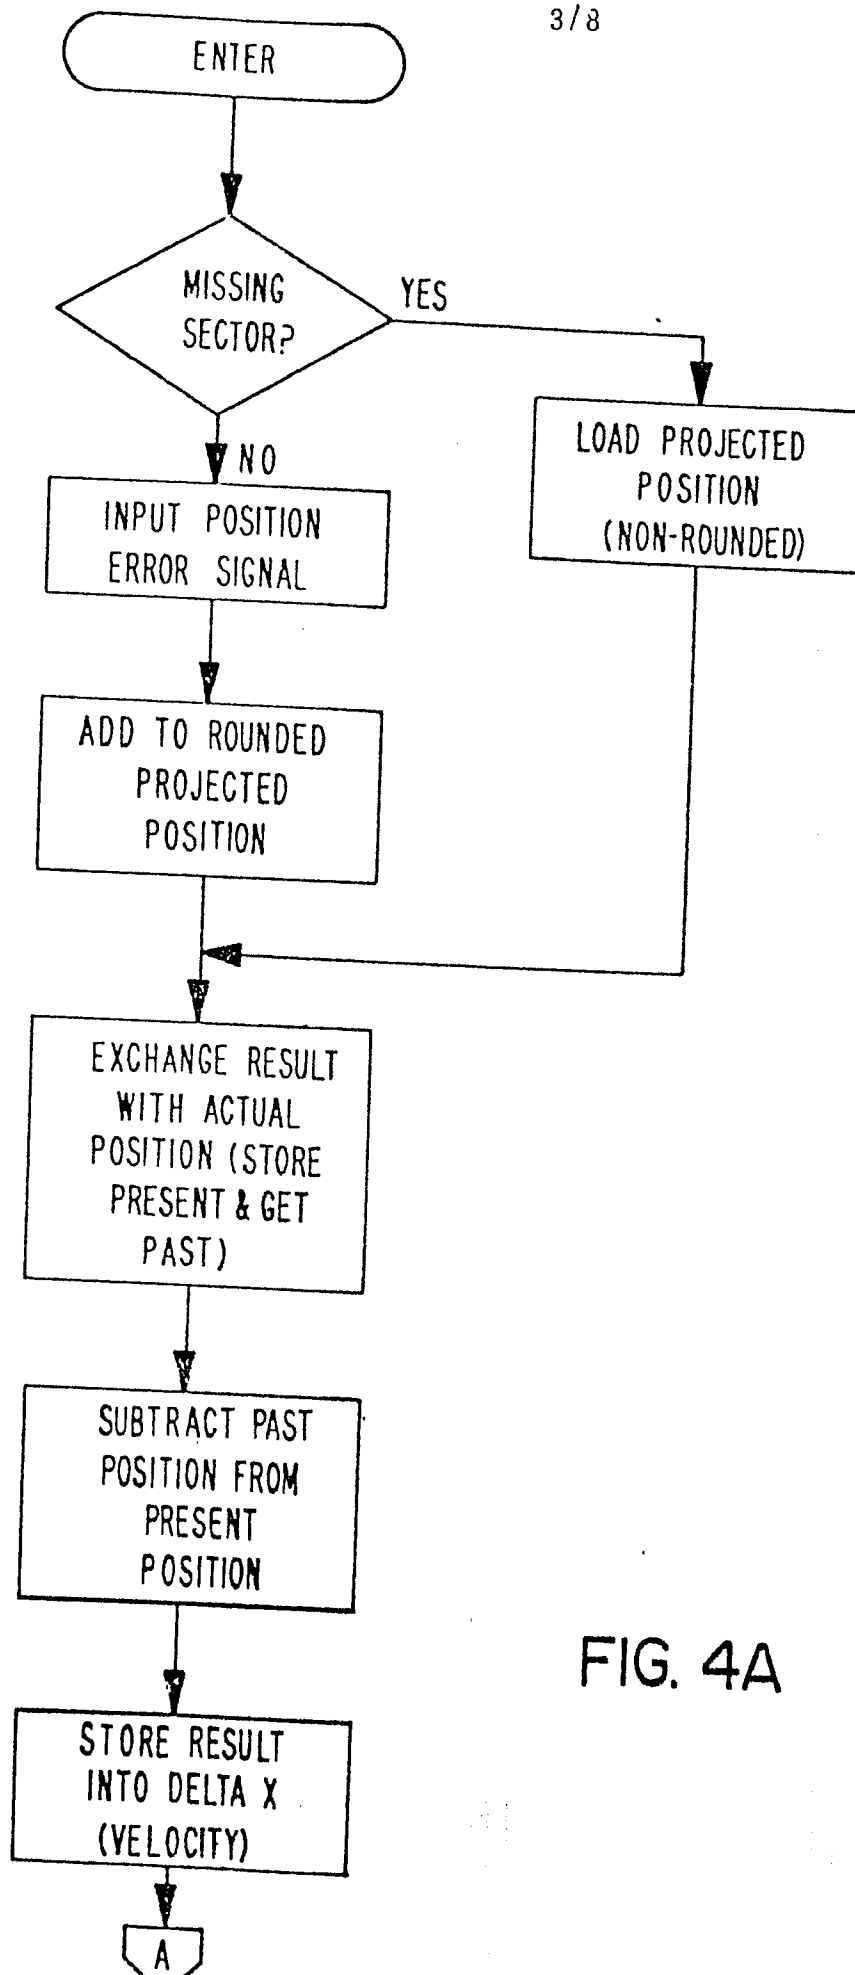 3/8
ENTER
MISSING
SECTOR?
YES
NO
LOAD PROJECTED
POSITION
(NON-ROUNDED)
INPUT POSITION
ERROR SIGNAL
ADD TO ROUNDED
PROJECTED
POSITION
EXCHANGE RESULT
WITH ACTUAL
POSITION (STORE
PRESENT & GET
PAST)
SUBTRACT PAST
POSITION FROM
PRESENT
POSITION
STORE RESULT
INTO DELTA X
(VELOCITY)
A
FIG. 4A